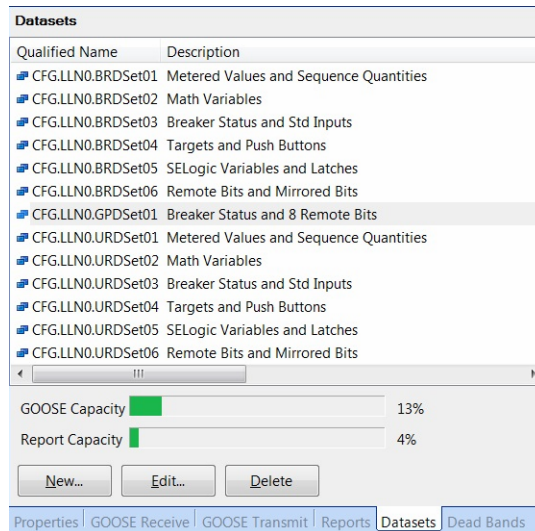 Datasets
Qualified Name Description
CFG.LLN0.BRDSet01 Metered Values and Sequence Quantities
CFG.LLN0.BRDSet02 Math Variables
CFG.LLN0.BRDSet03 Breaker Status and Std Inputs
CFG.LLN0.BRDSet04 Targets and Push Buttons
CFG.LLN0.BRDSet05 SELogic Variables and Latches
CFG.LLN0.BRDSet06 Remote Bits and Mirrored Bits
CFG.LLN0.GPDSet01 Breaker Status and 8 Remote Bits
CFG.LLN0.URDSet01 Metered Values and Sequence Quantities
CFG.LLN0.URDSet02 Math Variables
CFG.LLN0.URDSet03 Breaker Status and Std Inputs
CFG.LLN0.URDSet04 Targets and Push Buttons
CFG.LLN0.URDSet05 SELogic Variables and Latches
CFG.LLN0.URDSet06 Remote Bits and Mirrored Bits
GOOSE Capacity 13%
Report Capacity 4%
New... Edit... Delete
Properties GOOSE Receive GOOSE Transmit Reports Datasets Dead Bands